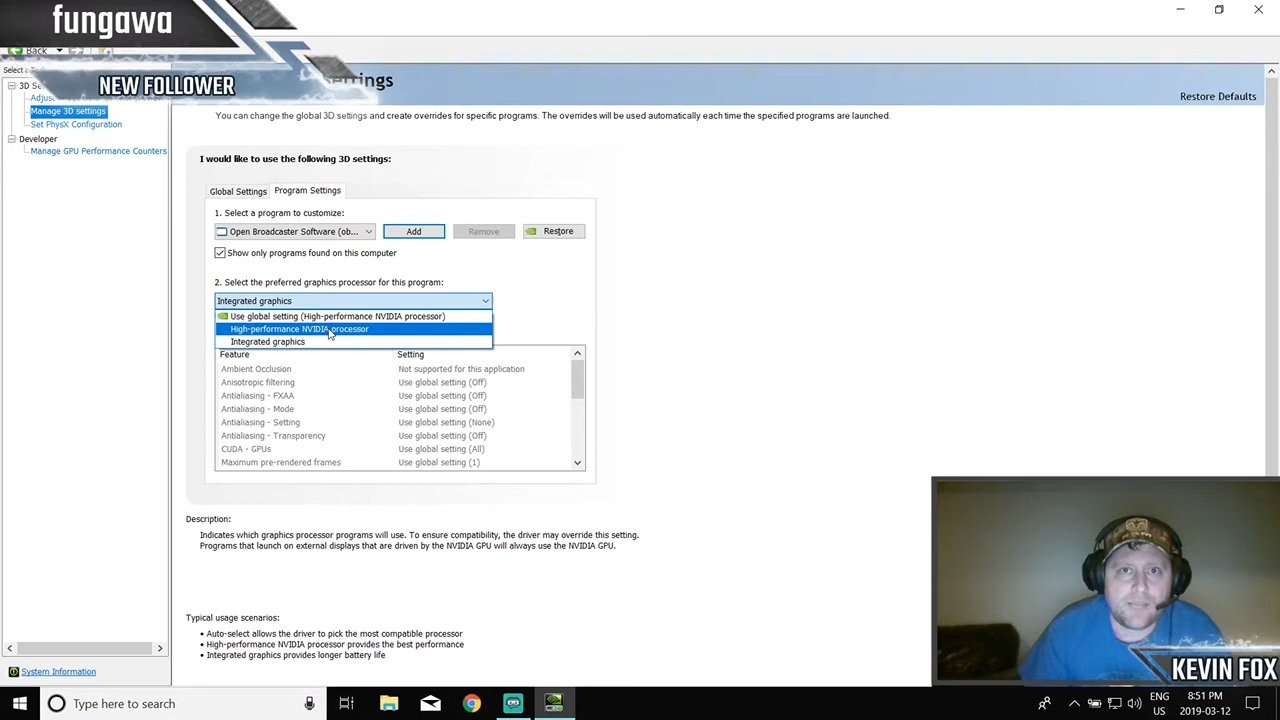 fungawa
NEW FOLLOWER
Back
Select a
ettings
Restore Defaults
3D Se
Adjus
Manage 3D settings
Set PhysX Configuration
Developer
Manage GPU Performance Counters
You can change the global 3D settings and create overrides for specific programs. The overrides will be used automatically each time the specified programs are launched.
I would like to use the following 3D settings:
Global Settings
Program Settings
1. Select a program to customize:
Open Broadcaster Software (ob...
Add
Remove
Restore
Show only programs found on this computer
2. Select the preferred graphics processor for this program:
Integrated graphics
Use global setting (High-performance NVIDIA processor)
High-performance NVIDIA processor
Integrated graphics
Feature Setting
Ambient Occlusion Not supported for this application
Anisotropic filtering Use global setting (Off)
Antialiasing - FXAA Use global setting (Off)
Antialiasing - Mode Use global setting (Off)
Antialiasing - Setting Use global setting (None)
Antialiasing - Transparency Use global setting (Off)
CUDA - GPUs Use global setting (All)
Maximum pre-rendered frames Use global setting (1)
Description:
Indicates which graphics processor programs will use. To ensure compatibility, the driver may override this setting.
Programs that launch on external displays that are driven by the NVIDIA GPU will always use the NVIDIA GPU.
Typical usage scenarios:
• Auto-select allows the driver to pick the most compatible processor
• High-performance NVIDIA processor provides the best performance
• Integrated graphics provides longer battery life
System Information
KEVIN FOX
Type here to search
ENG
US
8:51 PM
2019-03-12